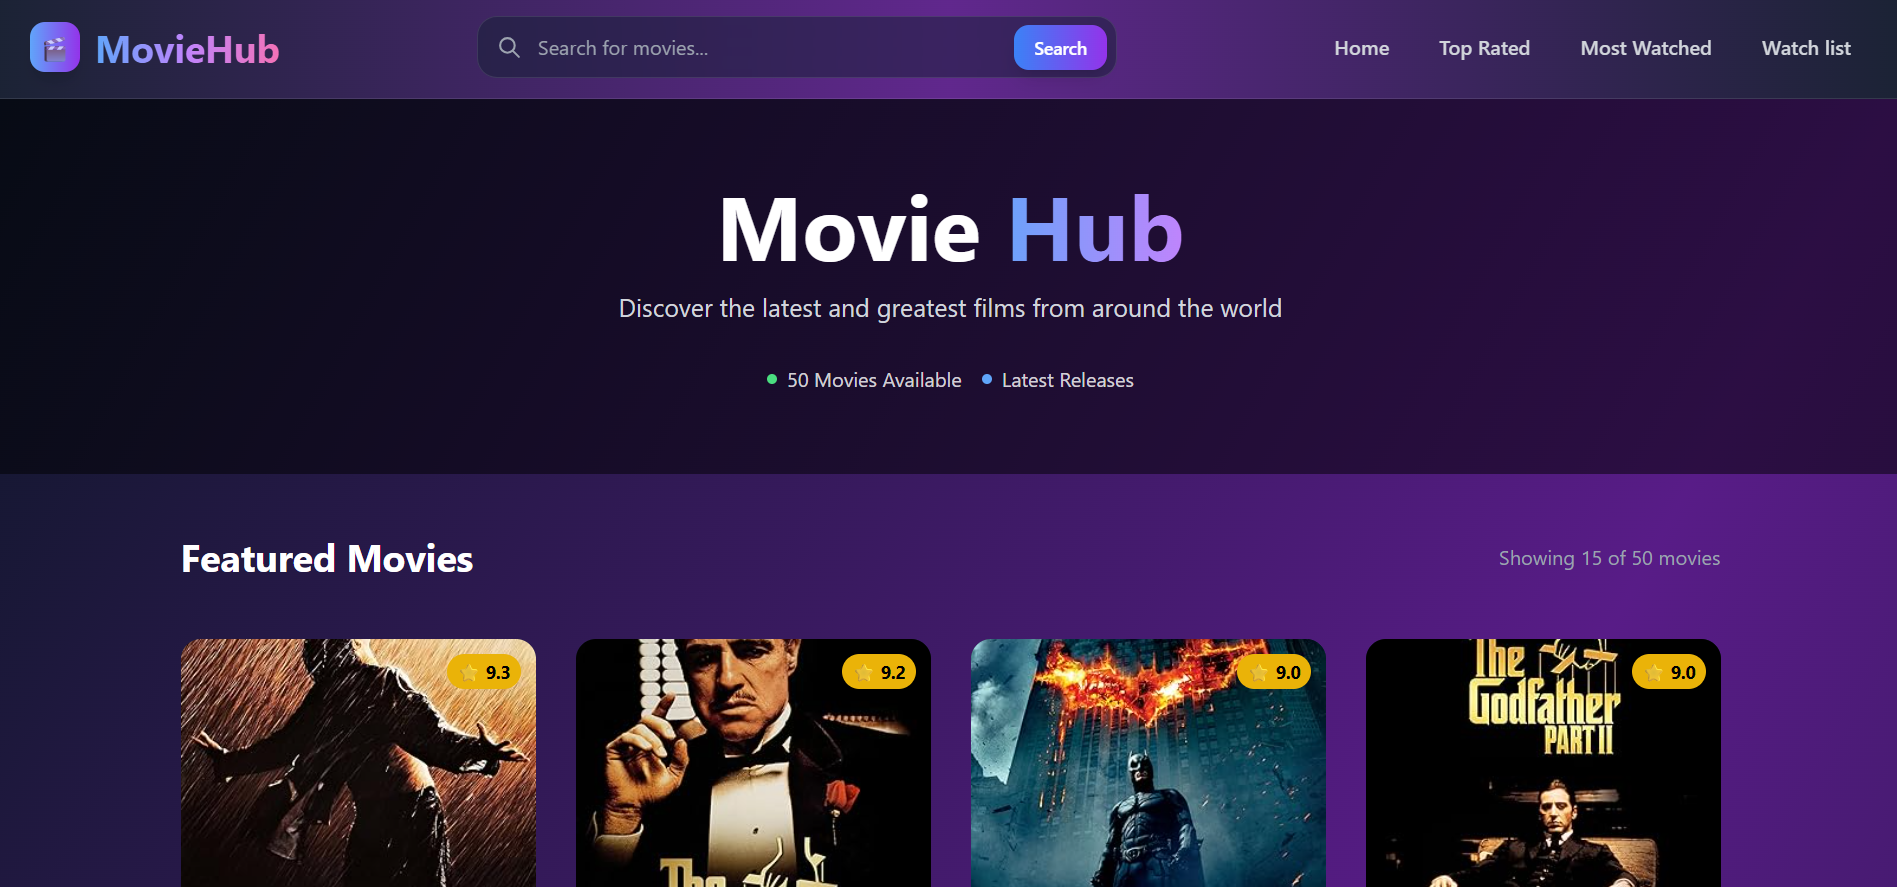 MovieHub
Search for movies...
Search
Home
Top Rated
Most Watched
Watch list
Movie Hub
Discover the latest and greatest films from around the world
50 Movies Available
Latest Releases
Featured Movies
Showing 15 of 50 movies
9.3
9.2
9.0
9.0
The
Godfather
PART II
The